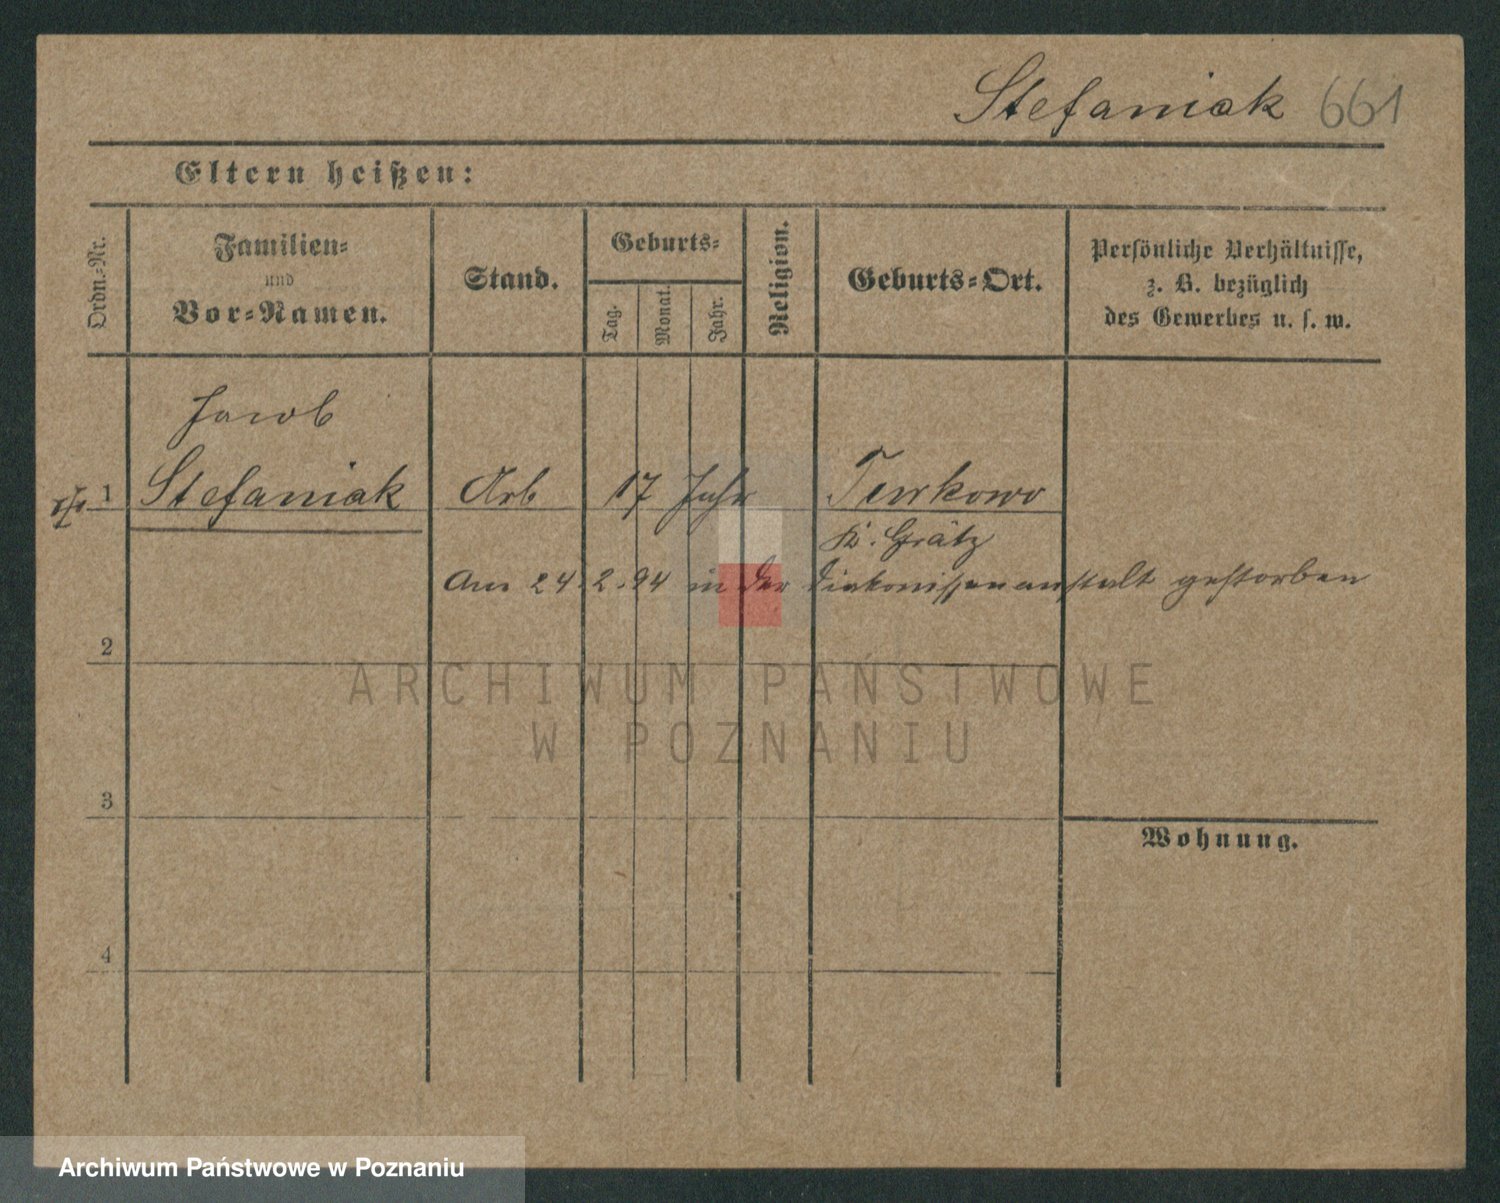 Stefaniak 661
Eltern heißen:
Ordn.-Nr.
Familien-
und
Vor-Namen.
Stand.
Geburts-
Tag.
Monat.
Jahr.
Religion.
Geburts-Ort.
Persönliche Verhältnisse,
z. B. bezüglich
des Gewerbes u. s. w.
Jacob
1 Stefaniak Arb 17 Jahr Turkowo
K. Grätz
Am 24.2.94 in der Diakonissenanstalt gestorben
2
ARCHIWUM PAŃSTWOWE
W POZNANIU
3
Wohnung.
4
Archiwum Państwowe w Poznaniu